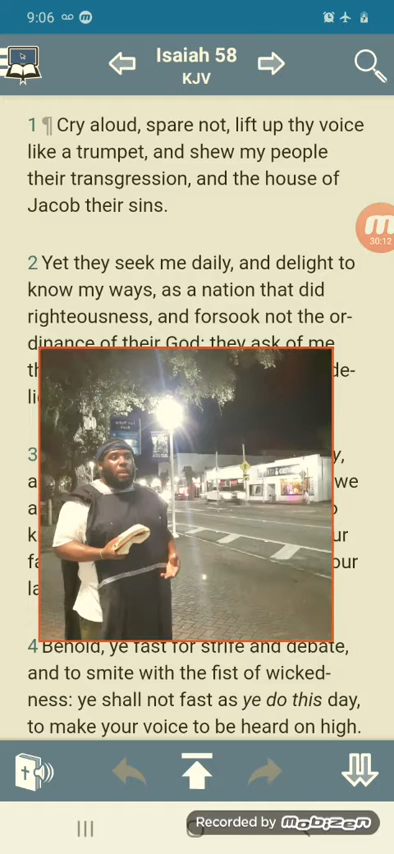 9:06
Isaiah 58
KJV
1 ¶ Cry aloud, spare not, lift up thy voice
like a trumpet, and shew my people
their transgression, and the house of
Jacob their sins.
30:12
2 Yet they seek me daily, and delight to
know my ways, as a nation that did
righteousness, and forsook not the or-
dinance of their God: they ask of me
th de-
li
3 y,
a we
a o
k ur
fa our
la
4 Behold, ye fast for strife and debate,
and to smite with the fist of wicked-
ness: ye shall not fast as ye do this day,
to make your voice to be heard on high.
Recorded by mobizen